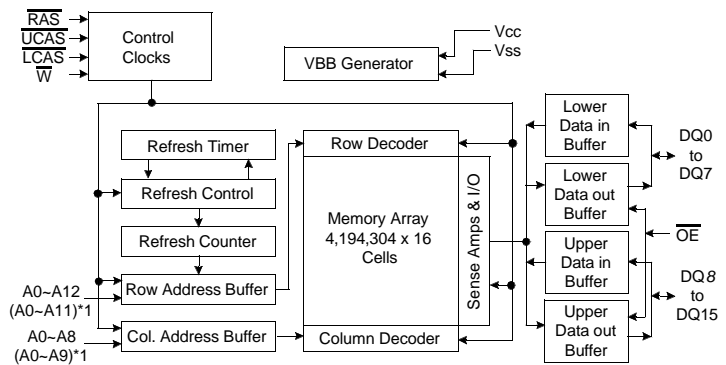 RAS
UCAS
LCAS
W
Control
Clocks
VBB Generator
Vcc
Vss
Refresh Timer
Refresh Control
Refresh Counter
Row Address Buffer
Col. Address Buffer
A0~A12
(A0~A11)*1
A0~A8
(A0~A9)*1
Row Decoder
Memory Array
4,194,304 x 16
Cells
Column Decoder
Sense Amps & I/O
Lower
Data in
Buffer
Lower
Data out
Buffer
Upper
Data in
Buffer
Upper
Data out
Buffer
DQ0
to
DQ7
OE
DQ8
to
DQ15